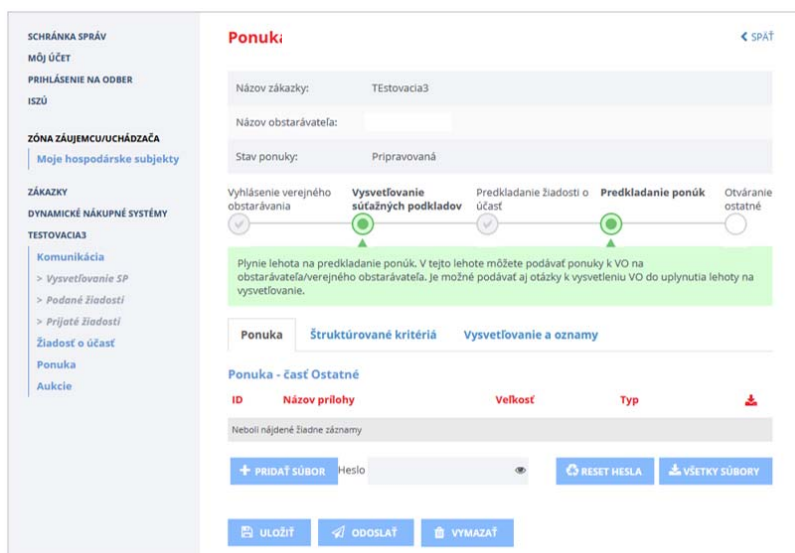 SCHRÁNKA SPRÁV
MÔJ ÚČET
PRIHLÁSENIE NA ODBER
ISZÚ
ZÓNA ZÁUJEMCU/UCHÁDZAČA
Moje hospodárske subjekty
ZÁKAZKY
DYNAMICKÉ NÁKUPNÉ SYSTÉMY
TESTOVACIA3
Komunikácia
> Vysvetľovanie SP
> Podané žiadosti
> Prijaté žiadosti
Žiadosť o účasť
Ponuka
Aukcie
Ponuka
SPÄŤ
Názov zákazky: TEstovacia3
Názov obstarávateľa:
Stav ponuky: Pripravovaná
Vyhlásenie verejného obstarávania
Vysvetľovanie súťažných podkladov
Predkladanie žiadosti o účasť
Predkladanie ponúk
Otváranie ostatné
Plynie lehota na predkladanie ponúk. V tejto lehote môžete podávať ponuky k VO na
obstarávateľa/verejného obstarávateľa. Je možné podávať aj otázky k vysvetleniu VO do uplynutia lehoty na
vysvetľovanie.
Ponuka Štruktúrované kritériá Vysvetľovanie a oznamy
Ponuka - časť Ostatné
ID Názov prílohy Veľkosť Typ
Neboli nájdené žiadne záznamy
PRIDAŤ SÚBOR Heslo RESET HESLA VŠETKY SÚBORY
ULOŽIŤ ODOSLAŤ VYMAZAŤ